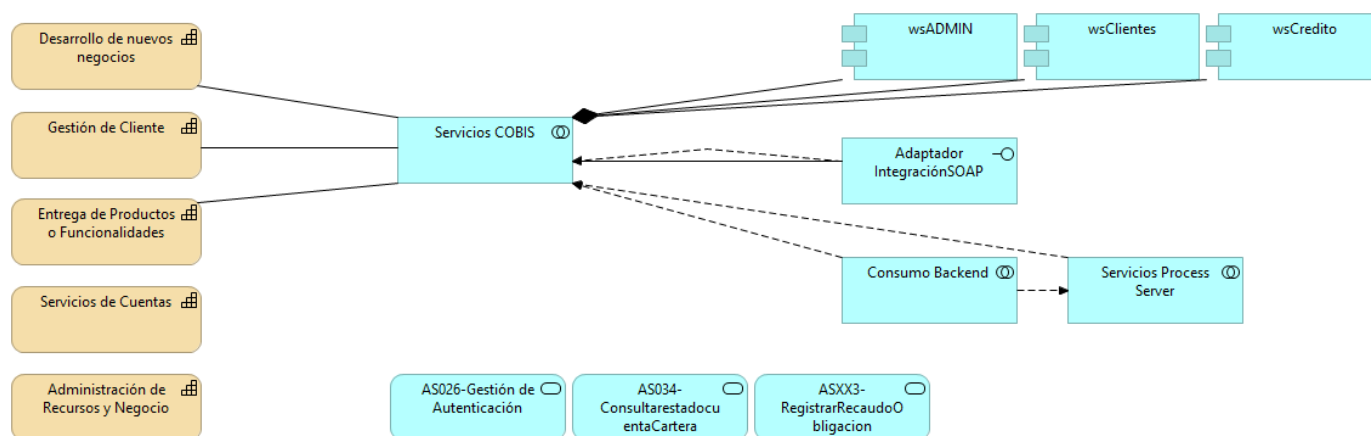 Desarrollo de nuevos
negocios
Gestión de Cliente
Entrega de Productos
o Funcionalidades
Servicios de Cuentas
Administración de
Recursos y Negocio
Servicios COBIS
wsADMIN
wsClientes
wsCredito
Adaptador
IntegraciónSOAP
Consumo Backend
Servicios Process
Server
AS026-Gestión de
Autenticación
AS034-
Consultarestadocu
entaCartera
ASXX3-
RegistrarRecaudoO
bligacion